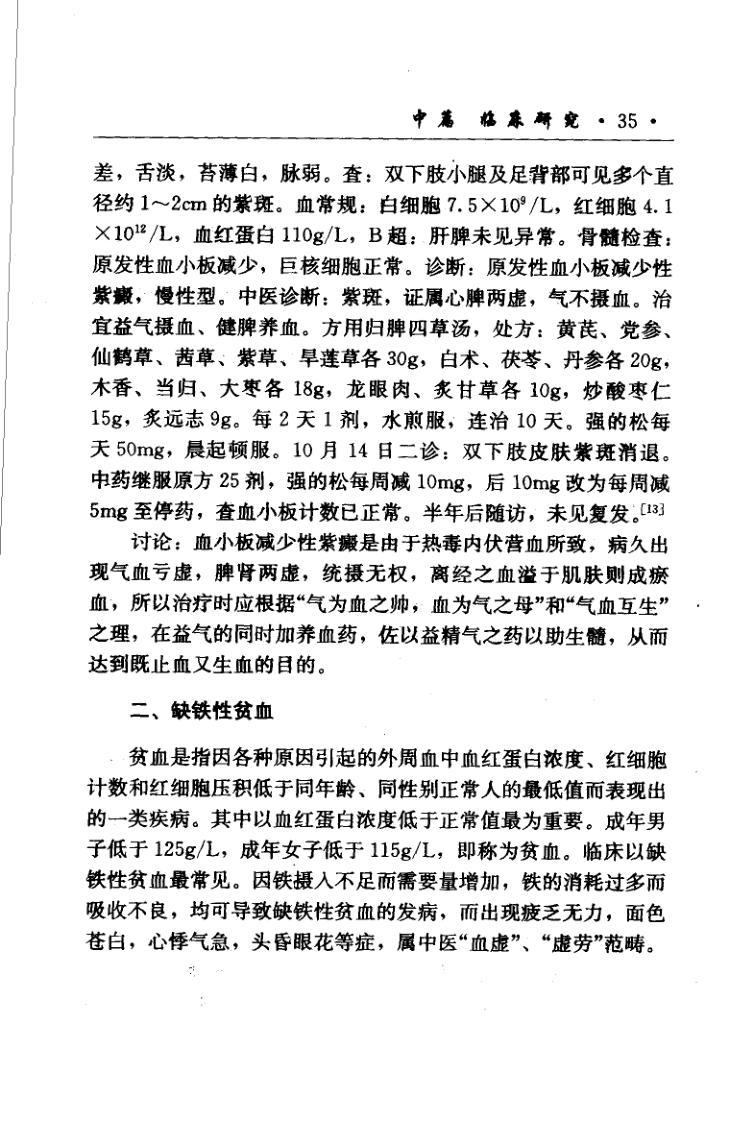 中篇 临床研究 · 35 ·
差，舌淡，苔薄白，脉弱。查：双下肢小腿及足背部可见多个直
径约 1～2cm 的紫斑。血常规：白细胞 7.5×10⁹/L，红细胞 4.1
×10¹²/L，血红蛋白 110g/L，B 超：肝脾未见异常。骨髓检查：
原发性血小板减少，巨核细胞正常。诊断：原发性血小板减少性
紫癜，慢性型。中医诊断：紫斑，证属心脾两虚，气不摄血。治
宜益气摄血、健脾养血。方用归脾四草汤，处方：黄芪、党参、
仙鹤草、茜草、紫草、旱莲草各 30g，白术、茯苓、丹参各 20g，
木香、当归、大枣各 18g，龙眼肉、炙甘草各 10g，炒酸枣仁
15g，炙远志 9g。每 2 天 1 剂，水煎服，连治 10 天。强的松每
天 50mg，晨起顿服。10 月 14 日二诊：双下肢皮肤紫斑消退。
中药继服原方 25 剂，强的松每周减 10mg，后 10mg 改为每周减
5mg 至停药，查血小板计数已正常。半年后随访，未见复发。[13]
讨论：血小板减少性紫癜是由于热毒内伏营血所致，病久出
现气血亏虚，脾肾两虚，统摄无权，离经之血溢于肌肤则成瘀
血，所以治疗时应根据“气为血之帅，血为气之母”和“气血互生”
之理，在益气的同时加养血药，佐以益精气之药以助生髓，从而
达到既止血又生血的目的。
二、缺铁性贫血
贫血是指因各种原因引起的外周血中血红蛋白浓度、红细胞
计数和红细胞压积低于同年龄、同性别正常人的最低值而表现出
的一类疾病。其中以血红蛋白浓度低于正常值最为重要。成年男
子低于 125g/L，成年女子低于 115g/L，即称为贫血。临床以缺
铁性贫血最常见。因铁摄入不足而需要量增加，铁的消耗过多而
吸收不良，均可导致缺铁性贫血的发病，而出现疲乏无力，面色
苍白，心悸气急，头昏眼花等症，属中医“血虚”、“虚劳”范畴。